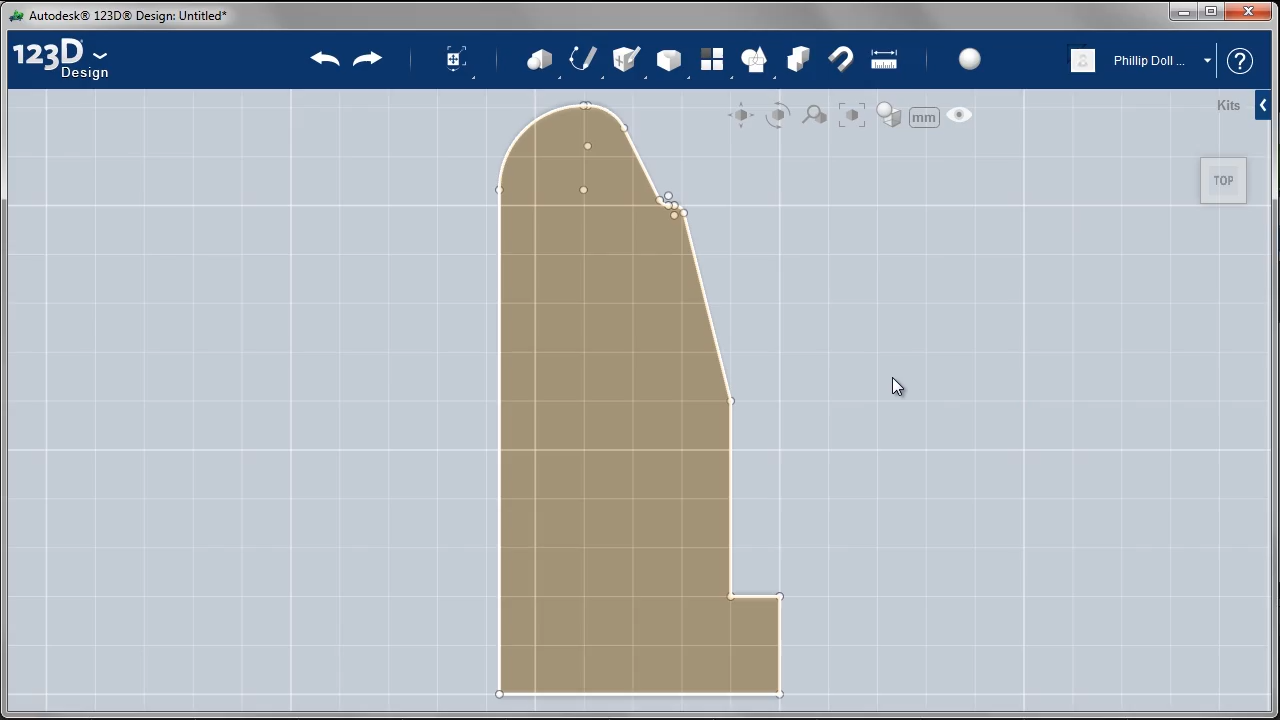 Autodesk® 123D® Design: Untitled*
123D
Design
Phillip Doll ...
?
mm
Kits
TOP